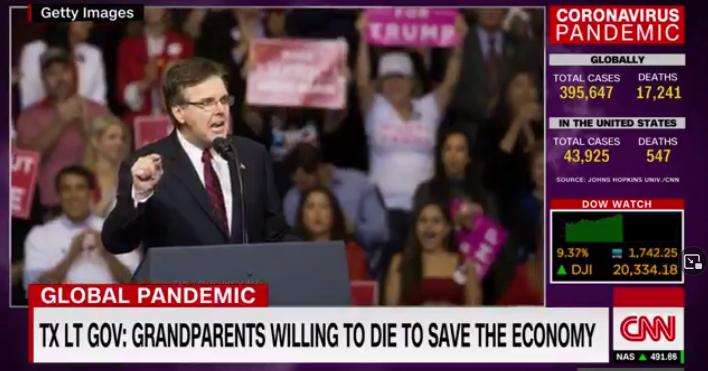 Getty Images
FOR
TRUMP
CORONAVIRUS
PANDEMIC
GLOBALLY
TOTAL CASES DEATHS
395,647 17,241
IN THE UNITED STATES
TOTAL CASES DEATHS
43,925 547
SOURCE: JOHNS HOPKINS UNIV./CNN
DOW WATCH
9.37% 1,742.25
▲ DJI 20,334.18
GLOBAL PANDEMIC
TX LT GOV: GRANDPARENTS WILLING TO DIE TO SAVE THE ECONOMY
CNN
NAS ▲ 491.66